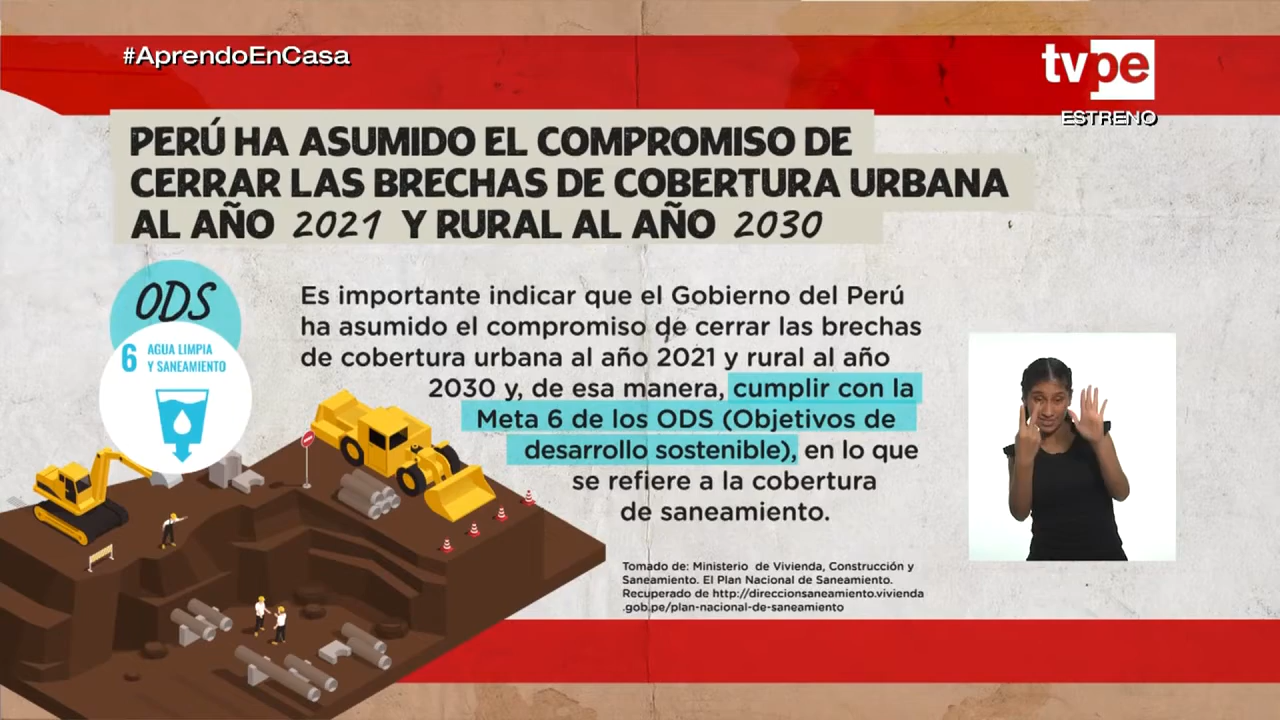 #AprendoEnCasa
tvpe
ESTRENO
PERÚ HA ASUMIDO EL COMPROMISO DE
CERRAR LAS BRECHAS DE COBERTURA URBANA
AL AÑO 2021 Y RURAL AL AÑO 2030
ODS
6 AGUA LIMPIA
Y SANEAMIENTO
Es importante indicar que el Gobierno del Perú
ha asumido el compromiso de cerrar las brechas
de cobertura urbana al año 2021 y rural al año
2030 y, de esa manera, cumplir con la
Meta 6 de los ODS (Objetivos de
desarrollo sostenible), en lo que
se refiere a la cobertura
de saneamiento.
Tomado de: Ministerio de Vivienda, Construcción y
Saneamiento. El Plan Nacional de Saneamiento.
Recuperado de http://direccionsaneamiento.vivienda
.gob.pe/plan-nacional-de-saneamiento